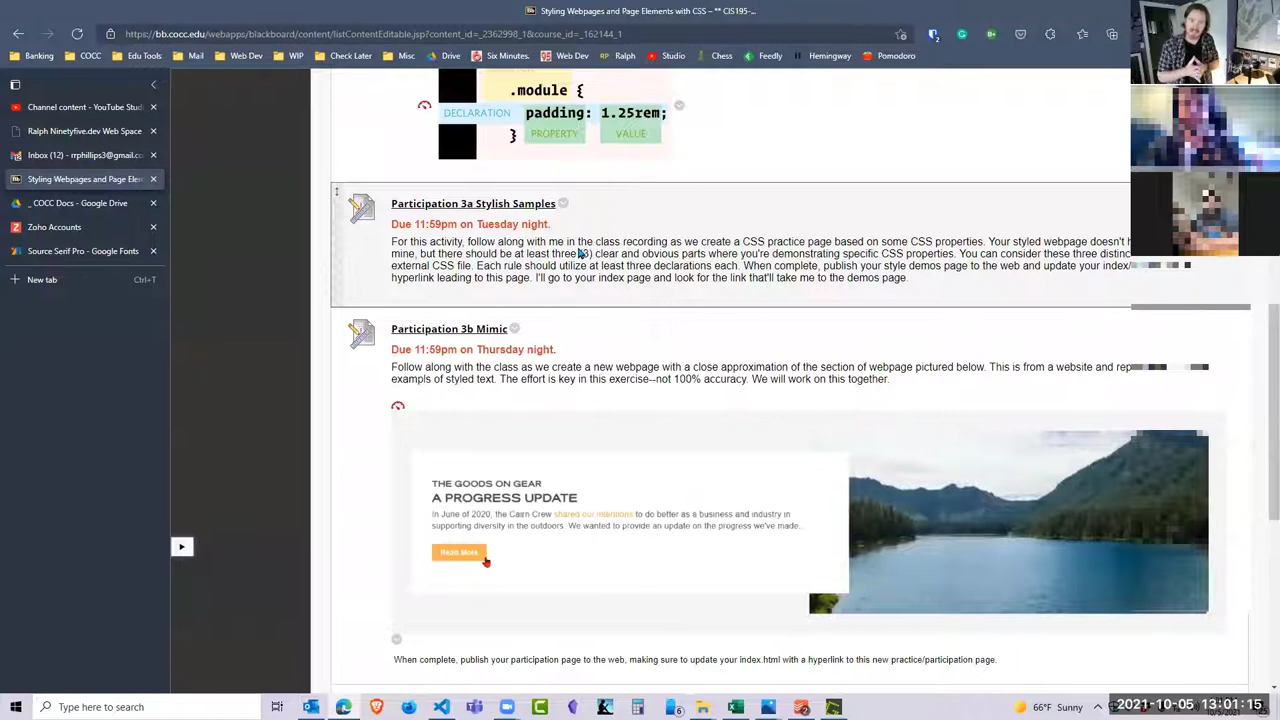 Styling Webpages and Page Elements with CSS – ** CIS195-...
https://bb.cocc.edu/webapps/blackboard/content/listContentEditable.jsp?content_id=_2362998_1&course_id=_162144_1
Banking COCC Edu Tools Mail Web Dev WIP Check Later Misc Drive Six Minutes. Web Dev Ralph Studio Chess Feedly Hemingway Pomodoro
Channel content - YouTube Stud
Ralph Ninetyfive.dev Web Space
Inbox (12) - rrphillips3@gmail.co
Styling Webpages and Page Elem
_ COCC Docs - Google Drive
Zoho Accounts
Source Serif Pro - Google Fonts
New tab Ctrl+T
.module {
DECLARATION padding: 1.25rem;
} PROPERTY VALUE
Participation 3a Stylish Samples
Due 11:59pm on Tuesday night.
For this activity, follow along with me in the class recording as we create a CSS practice page based on some CSS properties. Your styled webpage doesn't h
mine, but there should be at least three (3) clear and obvious parts where you're demonstrating specific CSS properties. You can consider these three distinc
external CSS file. Each rule should utilize at least three declarations each. When complete, publish your style demos page to the web and update your index/
hyperlink leading to this page. I'll go to your index page and look for the link that'll take me to the demos page.
Participation 3b Mimic
Due 11:59pm on Thursday night.
Follow along with the class as we create a new webpage with a close approximation of the section of webpage pictured below. This is from a website and rep
examples of styled text. The effort is key in this exercise--not 100% accuracy. We will work on this together.
THE GOODS ON GEAR
A PROGRESS UPDATE
In June of 2020, the Cairn Crew shared our intentions to do better as a business and industry in
supporting diversity in the outdoors. We wanted to provide an update on the progress we've made.
Read More
When complete, publish your participation page to the web, making sure to update your index.html with a hyperlink to this new practice/participation page.
Type here to search
66°F Sunny
2021-10-05 13:01:15